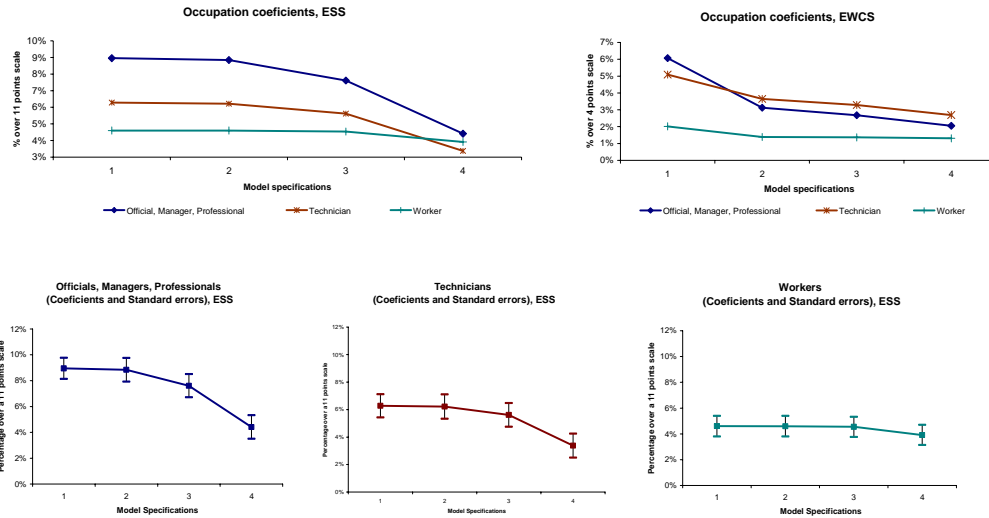 Occupation coeficients, ESS
% over 11 points scale
10%
9%
8%
7%
6%
5%
4%
3%
1 2 3 4
Model specifications
Official, Manager, Professional Technician Worker
Occupation coeficients, EWCS
% over 4 points scale
7%
6%
5%
4%
3%
2%
1%
0%
1 2 3 4
Model specifications
Official, Manager, Professional Technician Worker
Officials, Managers, Professionals
(Coeficients and Standard errors), ESS
Percentage over a 11 points scale
12%
10%
8%
6%
4%
2%
0%
1 2 3 4
Model Specifications
Technicians
(Coeficients and Standard errors), ESS
Percentage over a 11 points scale
12%
10%
8%
6%
4%
2%
0%
1 2 3 4
Model Specifications
Workers
(Coeficients and Standard errors), ESS
Percentage over a 11 points scale
12%
10%
8%
6%
4%
2%
0%
1 2 3 4
Model Specifications